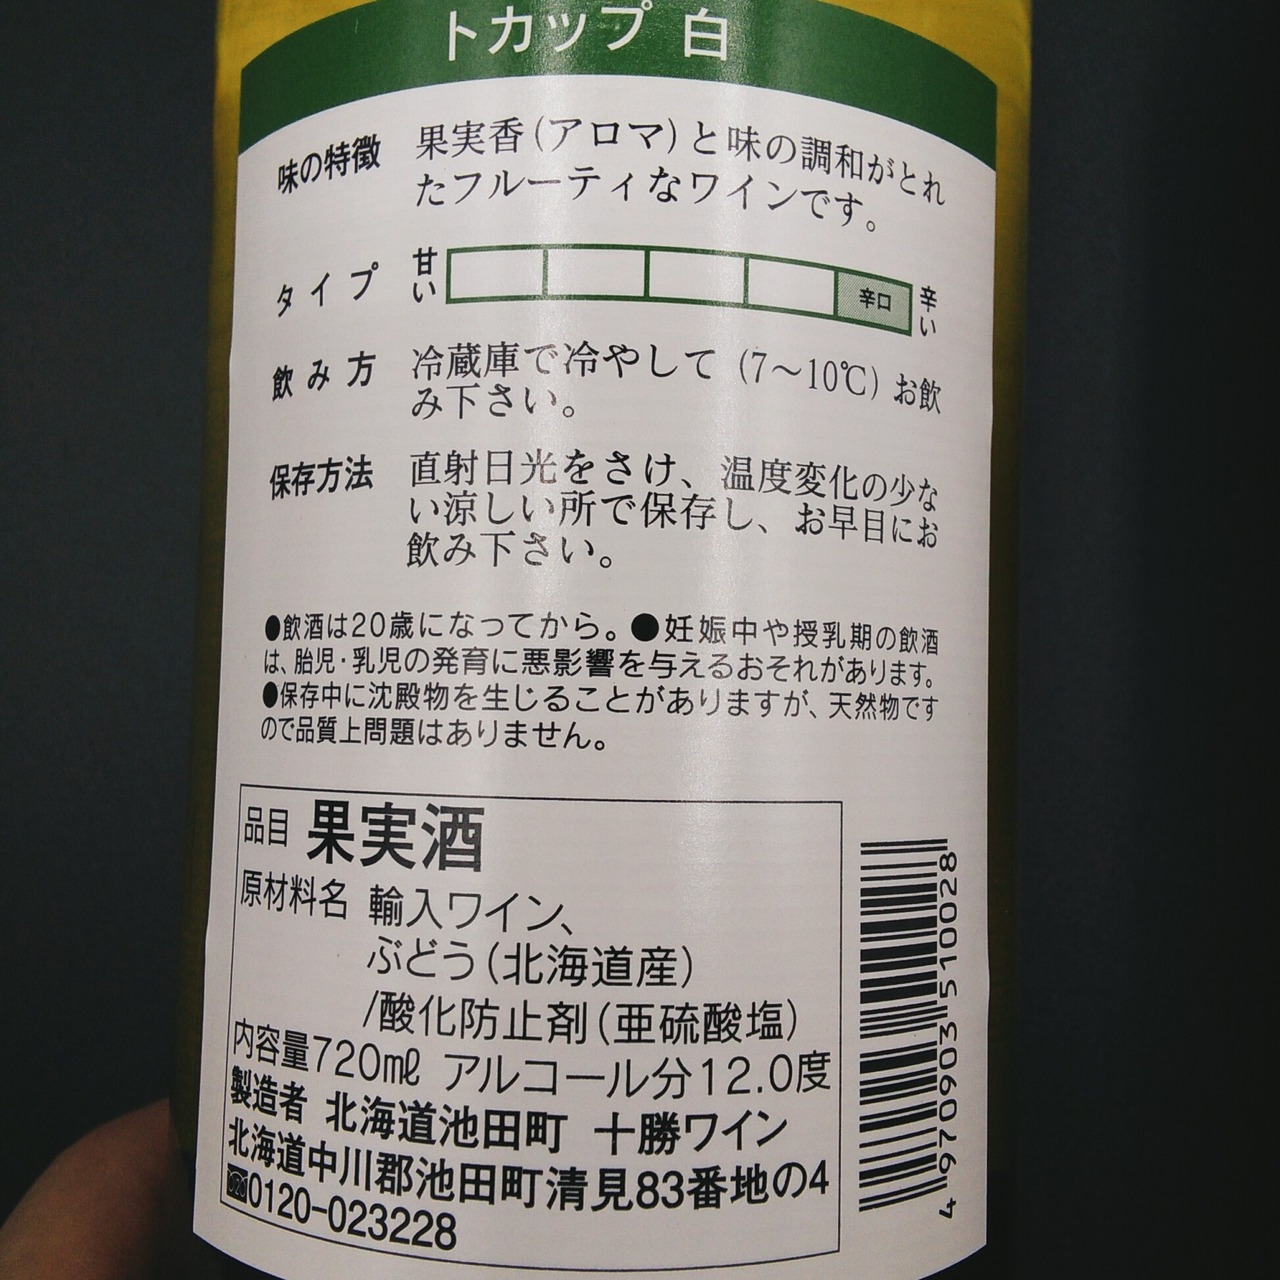 トカップ 白
味の特徴 果実香(アロマ)と味の調和がとれ
たフルーティなワインです。
タイプ 甘い 辛口 辛い
飲み方 冷蔵庫で冷やして (7〜10℃) お飲
み下さい。
保存方法 直射日光をさけ、温度変化の少な
い涼しい所で保存し、お早目にお
飲み下さい。
●飲酒は20歳になってから。●妊娠中や授乳期の飲酒
は、胎児・乳児の発育に悪影響を与えるおそれがあります。
●保存中に沈殿物を生じることがありますが、天然物です
ので品質上問題はありません。
品目 果実酒
原材料名 輸入ワイン、
ぶどう(北海道産)
/酸化防止剤(亜硫酸塩)
内容量720㎖ アルコール分12.0度
製造者 北海道池田町 十勝ワイン
北海道中川郡池田町清見83番地の4
0120-023228
4 970903 510028